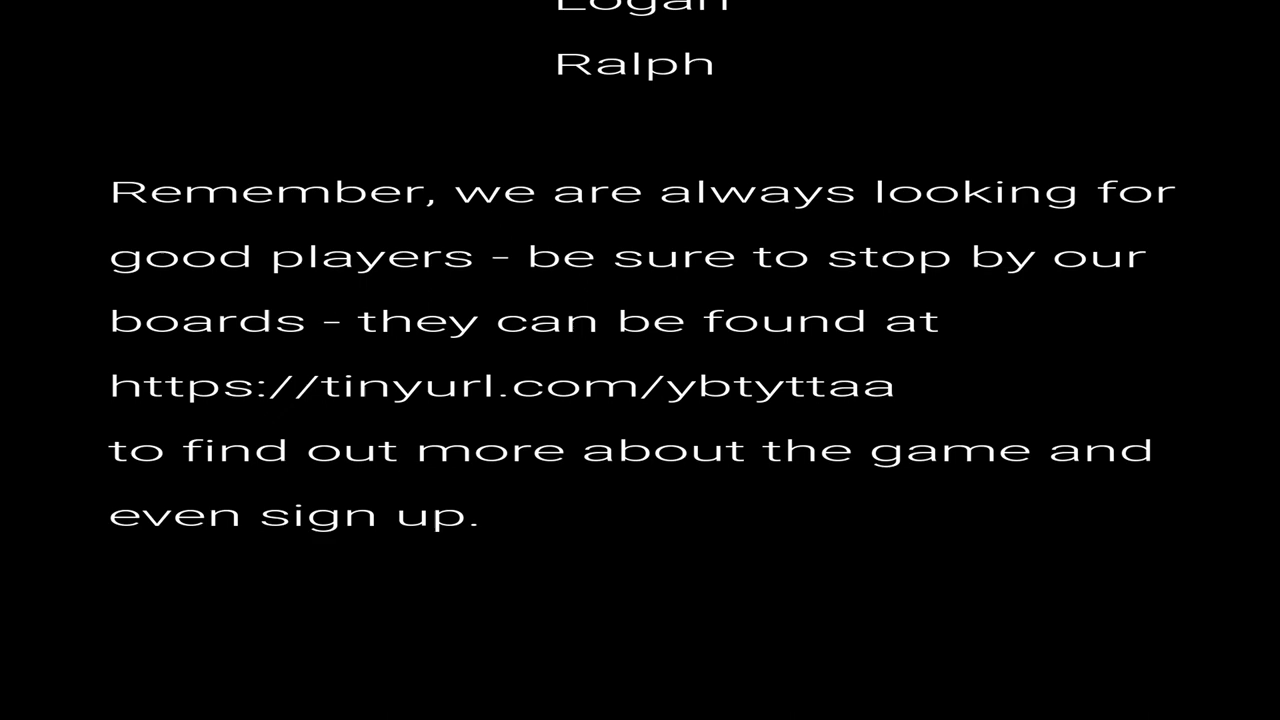 Logan
Ralph
Remember, we are always looking for
good players - be sure to stop by our
boards - they can be found at
https://tinyurl.com/ybtyttaa
to find out more about the game and
even sign up.